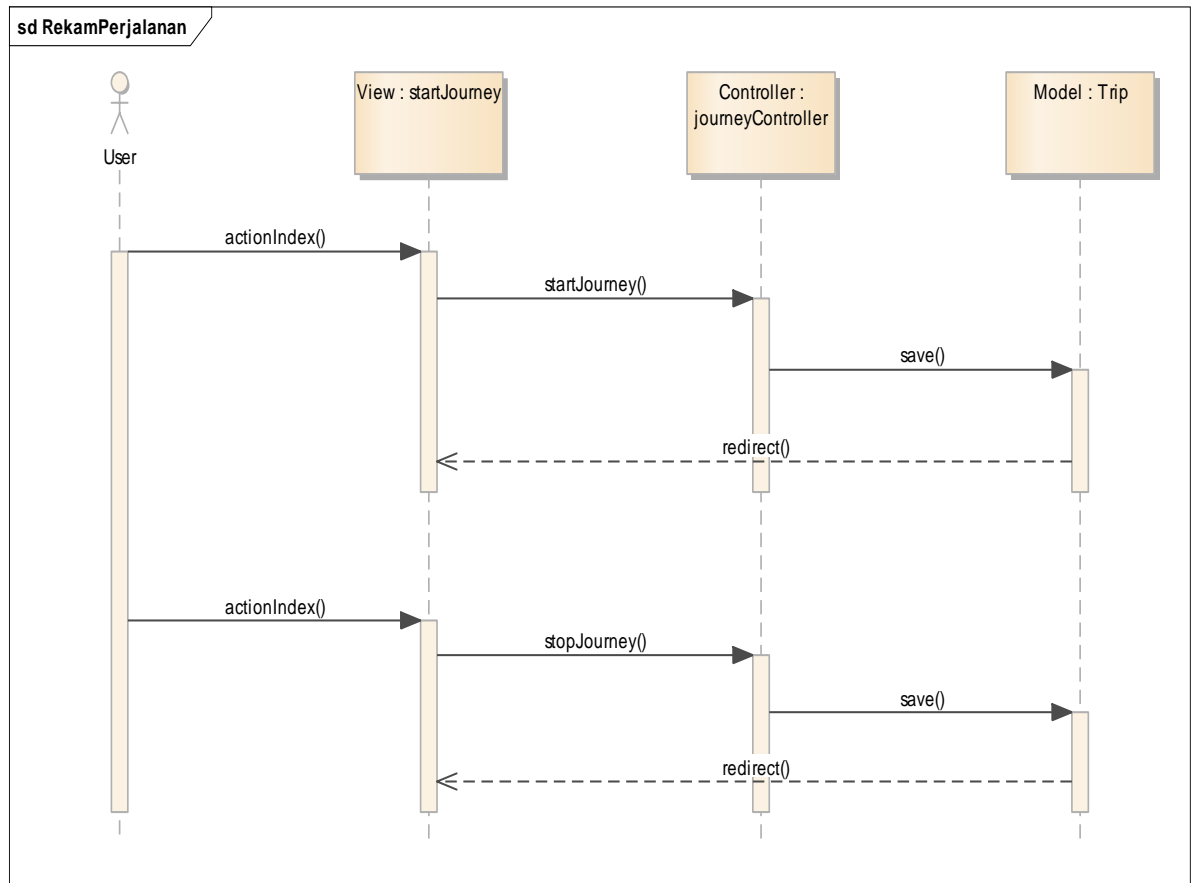 sd RekamPerjalanan
User
View : startJourney
Controller :
journeyController
Model : Trip
actionIndex()
startJourney()
save()
redirect()
actionIndex()
stopJourney()
save()
redirect()